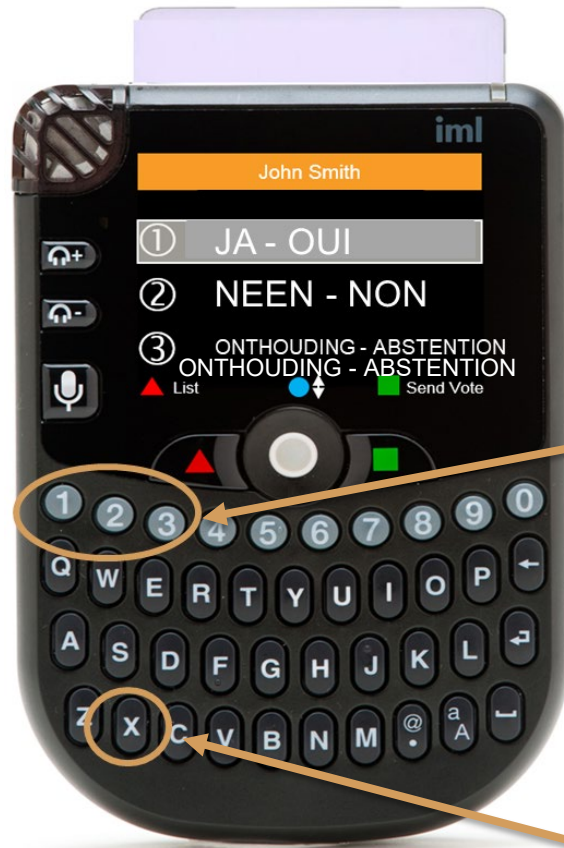 iml
John Smith
① JA - OUI
② NEEN - NON
③ ONTHOUDING - ABSTENTION
ONTHOUDING - ABSTENTION
List Send Vote
+
-
1 2 3 4 5 6 7 8 9 0
Q W E R T Y U I O P ←
A S D F G H J K L ↵
Z X C V B N M @ . a A